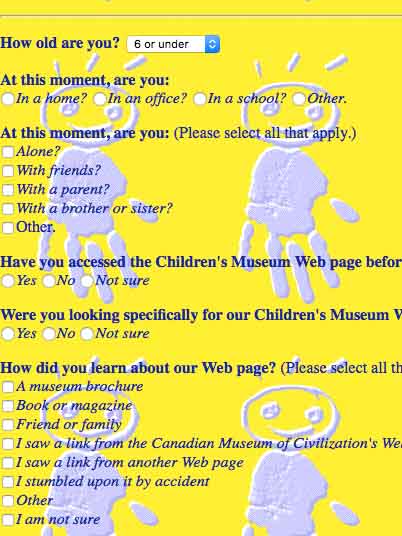 How old are you? 6 or under
At this moment, are you:
In a home? In an office? In a school? Other.
At this moment, are you: (Please select all that apply.)
Alone?
With friends?
With a parent?
With a brother or sister?
Other.
Have you accessed the Children's Museum Web page befor
Yes No Not sure
Were you looking specifically for our Children's Museum W
Yes No Not sure
How did you learn about our Web page? (Please select all th
A museum brochure
Book or magazine
Friend or family
I saw a link from the Canadian Museum of Civilization's We
I saw a link from another Web page
I stumbled upon it by accident
Other
I am not sure